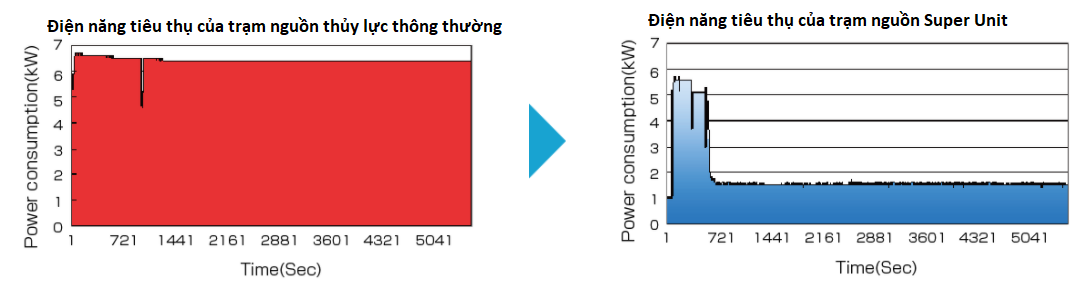 Điện năng tiêu thụ của trạm nguồn thủy lực thông thường
Power consumption(kW)
7
6
5
4
3
2
1
0
1 721 1441 2161 2881 3601 4321 5041
Time(Sec)
Điện năng tiêu thụ của trạm nguồn Super Unit
Power consumption(kW)
7
6
5
4
3
2
1
0
1 721 1441 2161 2881 3601 4321 5041
Time(Sec)